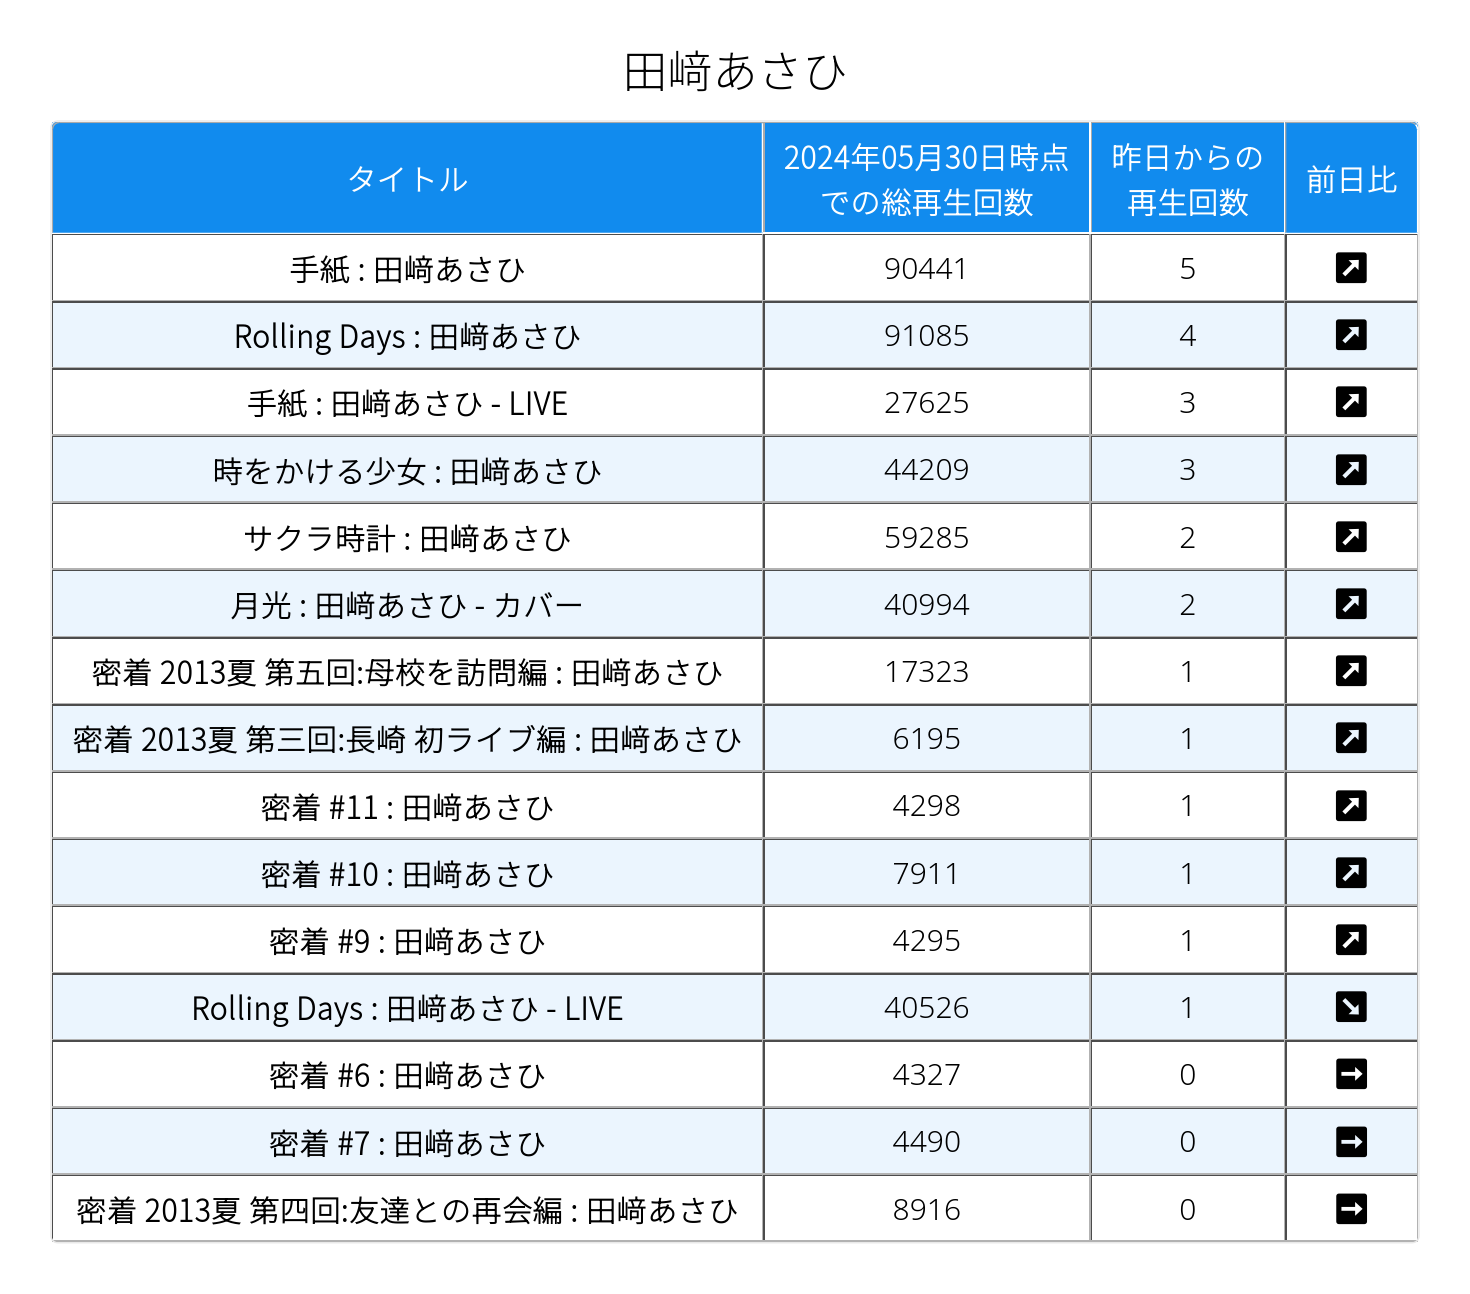 田﨑あさひ
タイトル
2024年05月30日時点
での総再生回数
昨日からの
再生回数
前日比
手紙 : 田﨑あさひ 90441 5
Rolling Days : 田﨑あさひ 91085 4
手紙 : 田﨑あさひ - LIVE 27625 3
時をかける少女 : 田﨑あさひ 44209 3
サクラ時計 : 田﨑あさひ 59285 2
月光 : 田﨑あさひ - カバー 40994 2
密着 2013夏 第五回:母校を訪問編 : 田﨑あさひ 17323 1
密着 2013夏 第三回:長崎 初ライブ編 : 田﨑あさひ 6195 1
密着 #11 : 田﨑あさひ 4298 1
密着 #10 : 田﨑あさひ 7911 1
密着 #9 : 田﨑あさひ 4295 1
Rolling Days : 田﨑あさひ - LIVE 40526 1
密着 #6 : 田﨑あさひ 4327 0
密着 #7 : 田﨑あさひ 4490 0
密着 2013夏 第四回:友達との再会編 : 田﨑あさひ 8916 0